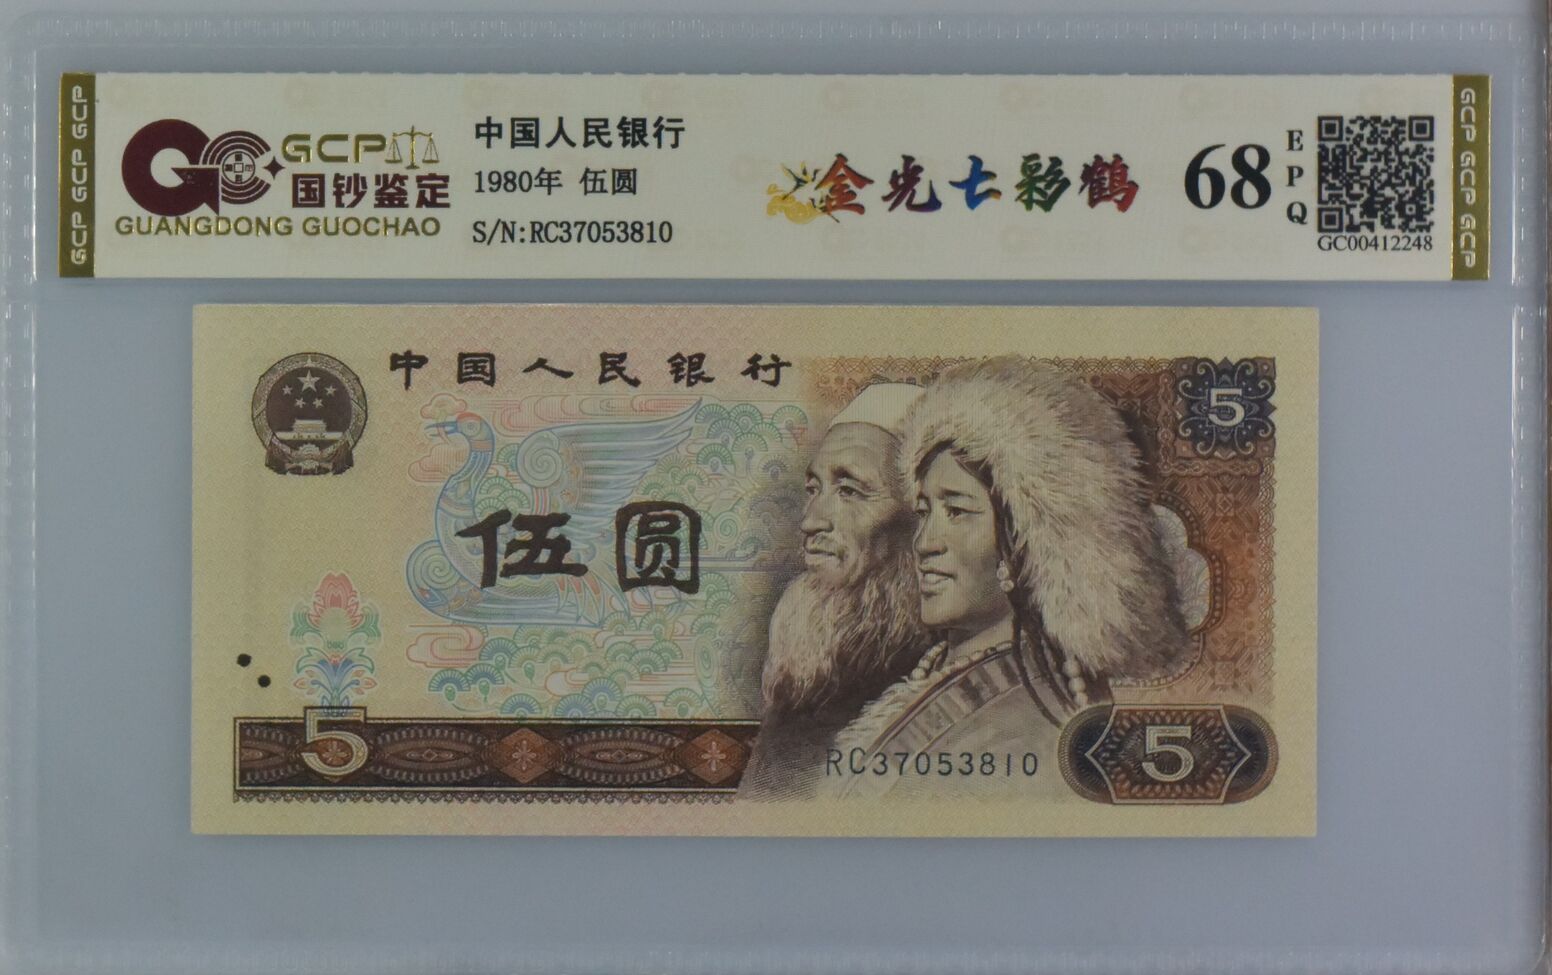 GCP GCP GCP
GCP
国钞鉴定
GUANGDONG GUOCHAO
中国人民银行
1980年 伍圆
S/N:RC37053810
金光七彩鹤
68
EPQ
GC00412248
GCP GCP GCP
中国人民银行
5
伍圆
5
RC37053810
5